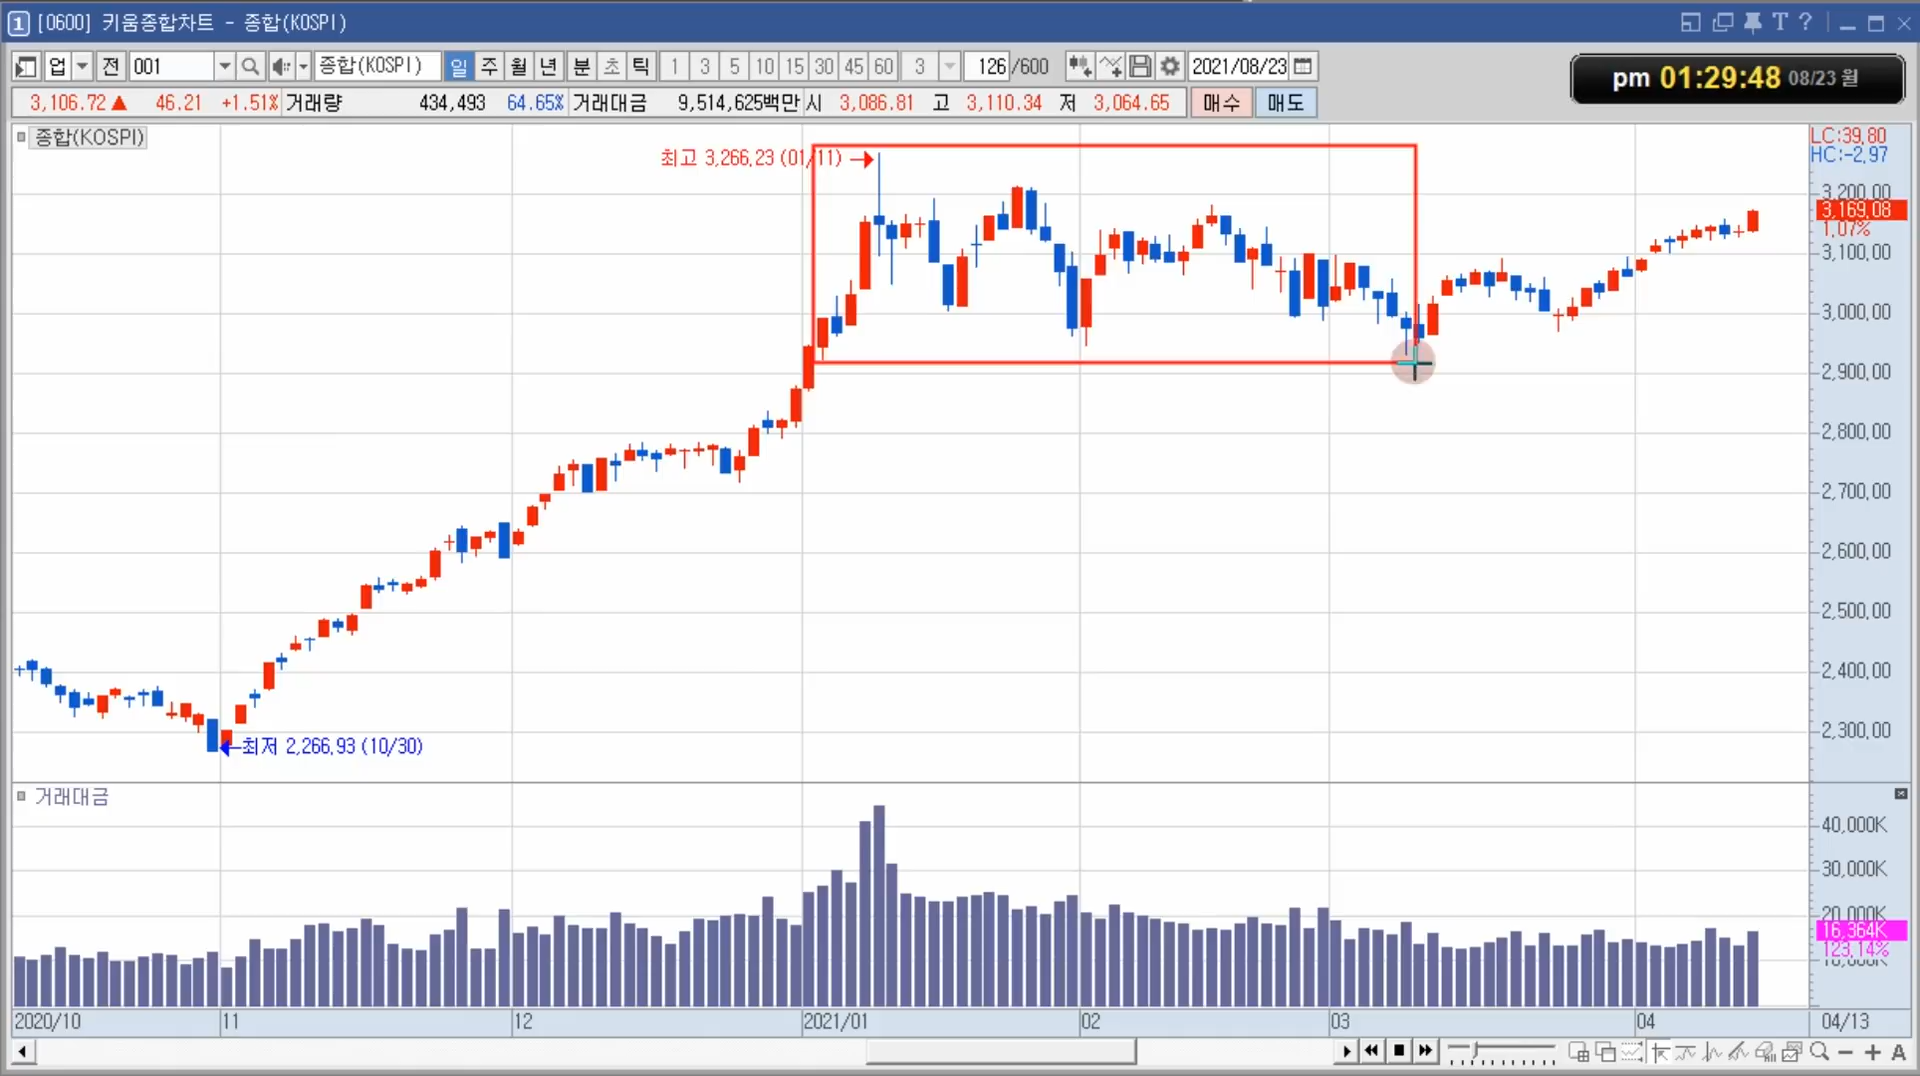 1 [0600] 키움종합차트 - 종합(KOSPI)
업 전 001 종합(KOSPI) 일 주 월 년 분 초 틱 1 3 5 10 15 30 45 60 3 126 /600 2021/08/23
pm 01:29:48 08/23 월
3,106.72 ▲ 46.21 +1.51% 거래량 434,493 64.65% 거래대금 9,514,625백만 시 3,086.81 고 3,110.34 저 3,064.65 매수 매도
종합(KOSPI)
LC:39.80
HC:-2.97
최고 3,266.23 (01/11)
3,200.00
3,169.08
1.07%
3,100.00
3,000.00
2,900.00
2,800.00
2,700.00
2,600.00
2,500.00
2,400.00
2,300.00
최저 2,266.93 (10/30)
거래대금
40,000K
30,000K
20,000K
16,364K
123.14%
2020/10 11 12 2021/01 02 03 04 04/13